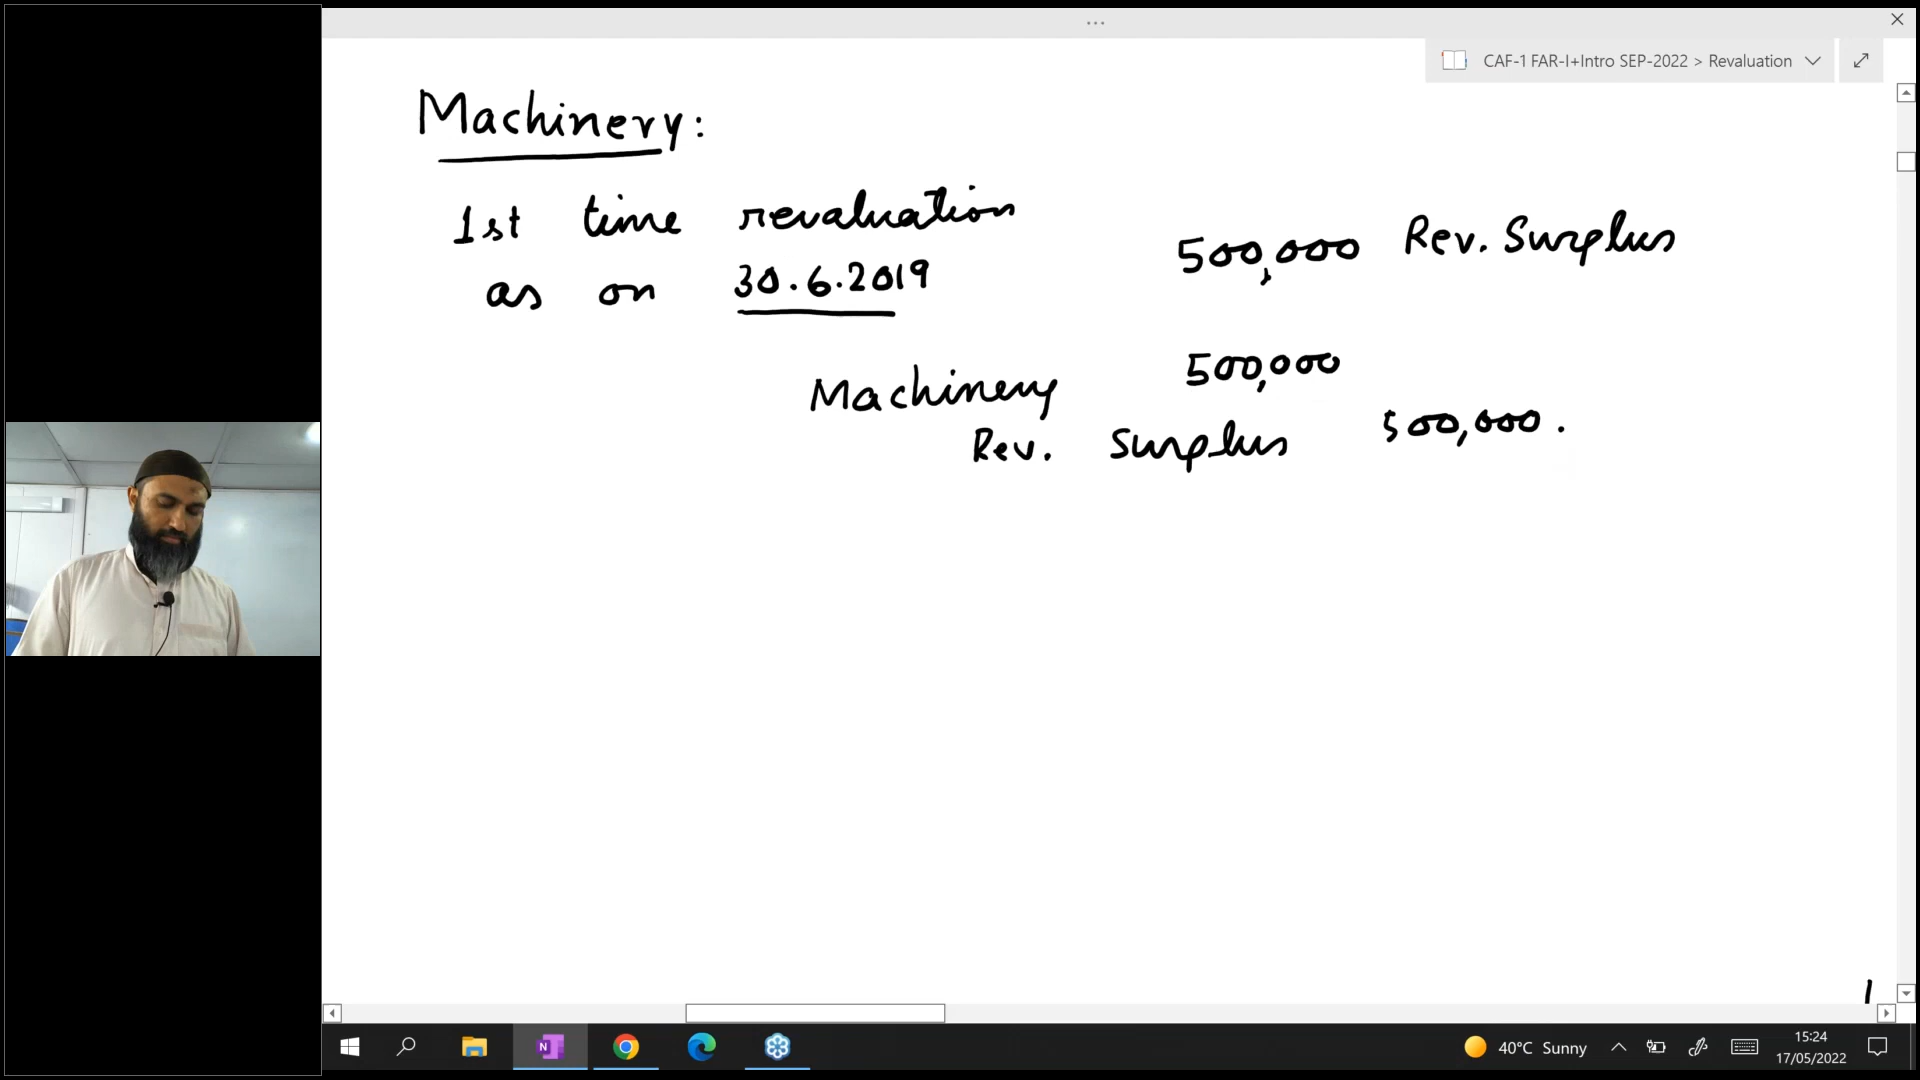 CAF-1 FAR-I+Intro SEP-2022 > Revaluation
Machinery:
1st time revaluation
as on 30.6.2019
500,000 Rev. Surplus
Machinery 500,000
Rev. Surplus 500,000.
1
N
40°C Sunny
15:24
17/05/2022